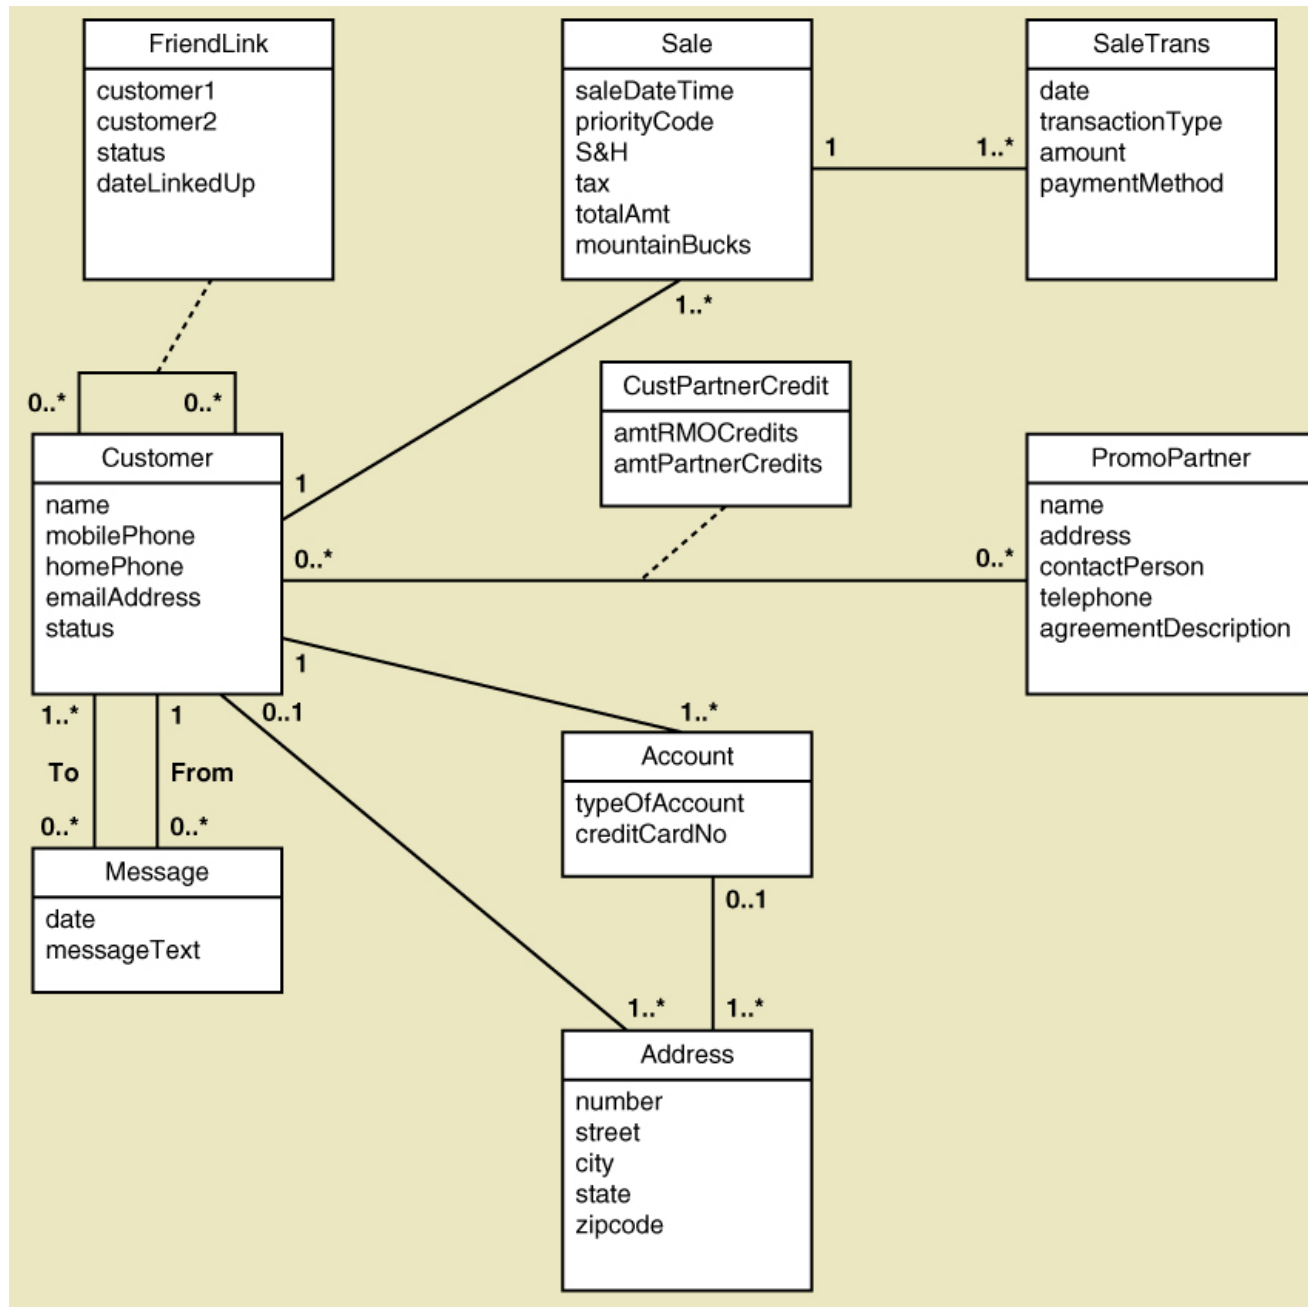 FriendLink
customer1
customer2
status
dateLinkedUp
Sale
saleDateTime
priorityCode
S&H
tax
totalAmt
mountainBucks
SaleTrans
date
transactionType
amount
paymentMethod
1
1..*
1..*
0..*
0..*
CustPartnerCredit
amtRMOCredits
amtPartnerCredits
Customer
name
mobilePhone
homePhone
emailAddress
status
1
0..*
0..*
PromoPartner
name
address
contactPerson
telephone
agreementDescription
1
0..1
1..*
1..*
1
To
From
0..*
0..*
Account
typeOfAccount
creditCardNo
Message
date
messageText
0..1
1..*
1..*
Address
number
street
city
state
zipcode